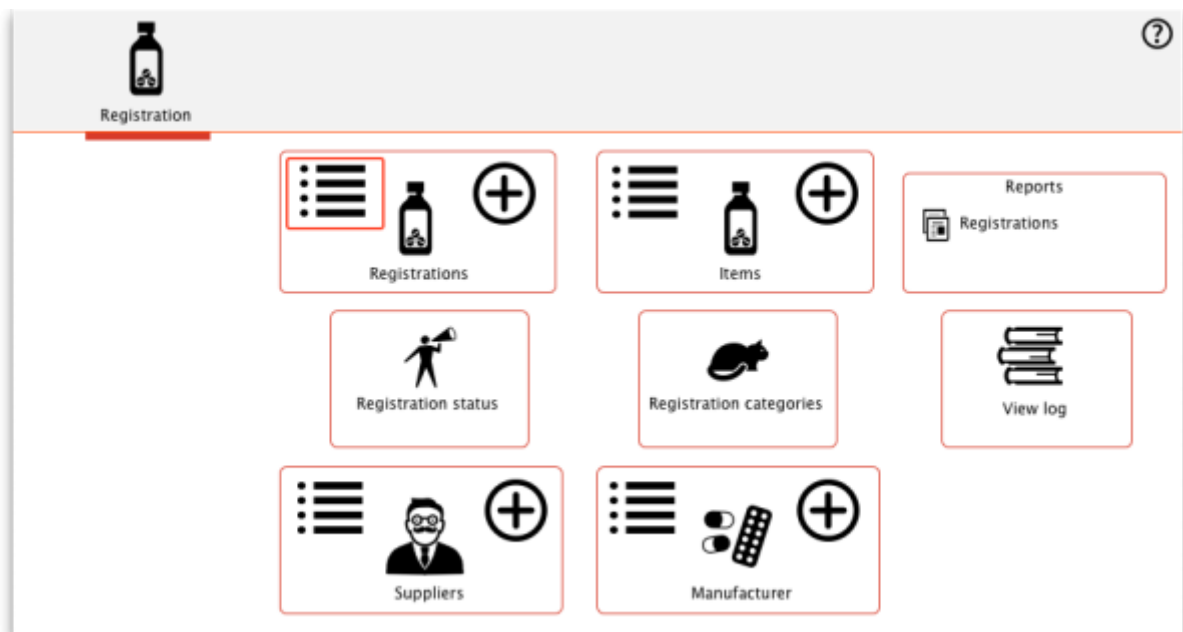 ?
Registration
Registrations
Items
Reports
Registrations
Registration status
Registration categories
View log
Suppliers
Manufacturer